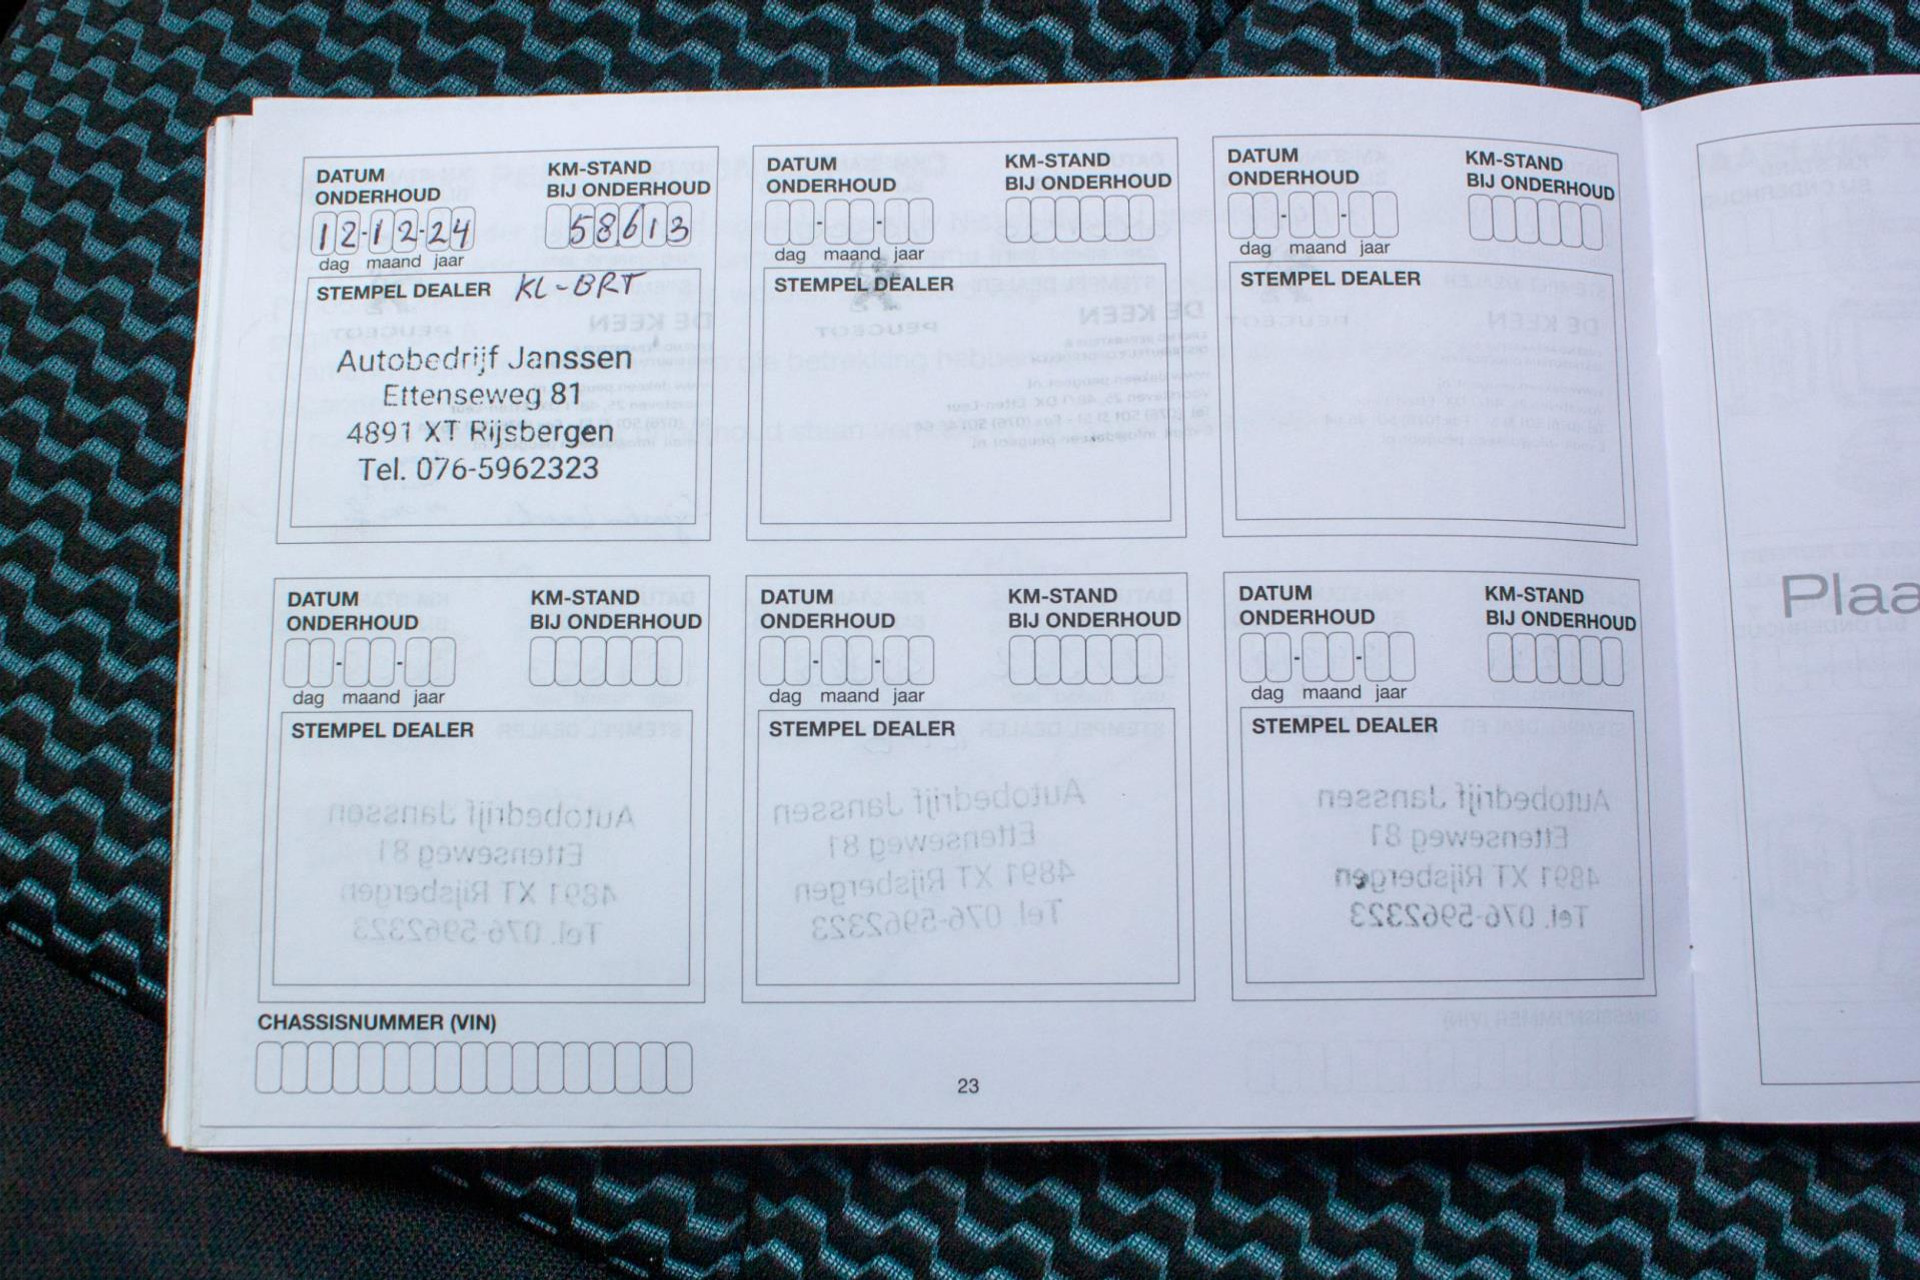 DATUM ONDERHOUD
KM-STAND BIJ ONDERHOUD
12-12-24
58613
dag maand jaar
STEMPEL DEALER KL-BRT
Autobedrijf Janssen
Ettenseweg 81
4891 XT Rijsbergen
Tel. 076-5962323
DATUM ONDERHOUD
KM-STAND BIJ ONDERHOUD
dag maand jaar
STEMPEL DEALER
DATUM ONDERHOUD
KM-STAND BIJ ONDERHOUD
dag maand jaar
STEMPEL DEALER
DATUM ONDERHOUD
KM-STAND BIJ ONDERHOUD
dag maand jaar
STEMPEL DEALER
DATUM ONDERHOUD
KM-STAND BIJ ONDERHOUD
dag maand jaar
STEMPEL DEALER
DATUM ONDERHOUD
KM-STAND BIJ ONDERHOUD
dag maand jaar
STEMPEL DEALER
CHASSISNUMMER (VIN)
23
Plaa